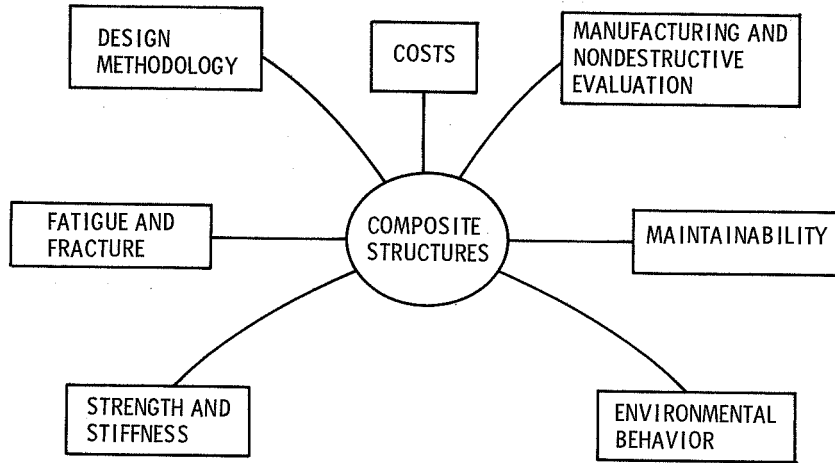 DESIGN
METHODOLOGY
COSTS
MANUFACTURING AND
NONDESTRUCTIVE
EVALUATION
FATIGUE AND
FRACTURE
COMPOSITE
STRUCTURES
MAINTAINABILITY
STRENGTH AND
STIFFNESS
ENVIRONMENTAL
BEHAVIOR